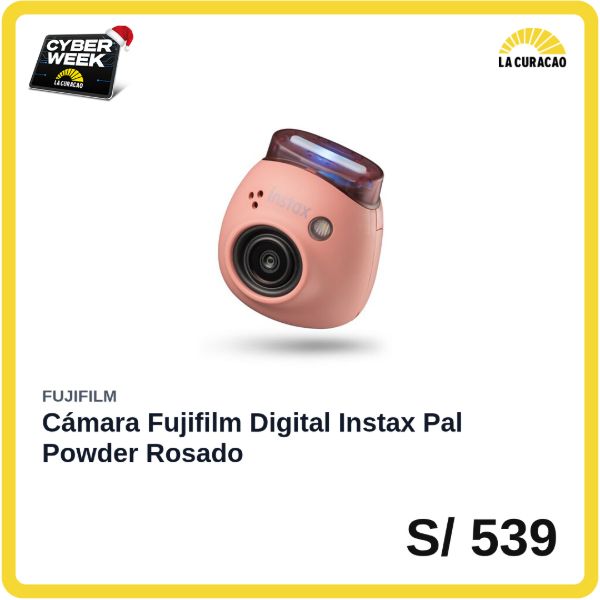 CYBER
WEEK
LA CURACAO
LA CURACAO
instax
FUJIFILM
Cámara Fujifilm Digital Instax Pal
Powder Rosado
S/ 539